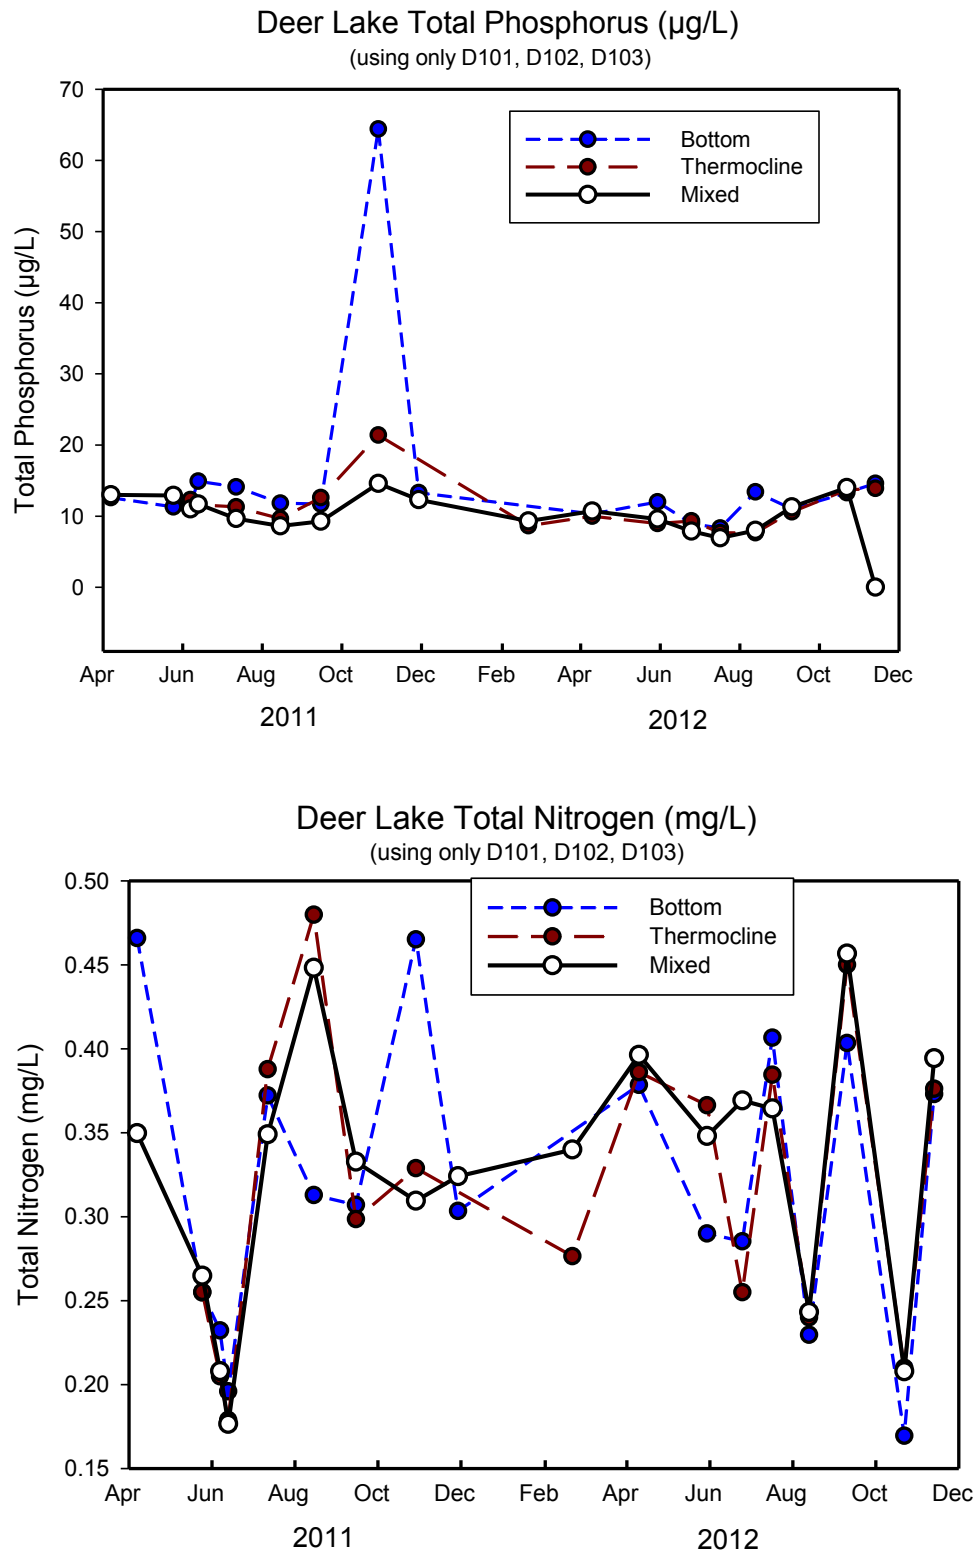 Deer Lake Total Phosphorus (µg/L)
(using only D101, D102, D103)
70
60
50
40
30
20
10
0
Total Phosphorus (µg/L)
Bottom
Thermocline
Mixed
Apr Jun Aug Oct Dec Feb Apr Jun Aug Oct Dec
2011 2012
Deer Lake Total Nitrogen (mg/L)
(using only D101, D102, D103)
0.50
0.45
0.40
0.35
0.30
0.25
0.20
0.15
Total Nitrogen (mg/L)
Bottom
Thermocline
Mixed
Apr Jun Aug Oct Dec Feb Apr Jun Aug Oct Dec
2011 2012